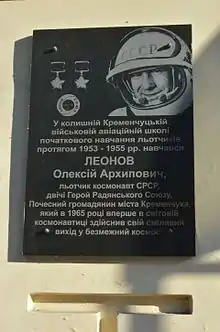 СССР
У колишній Кременчуцькій
військовій авіаційній школі
початкового навчання льотчиків
протягом 1953 - 1955 рр. навчався
ЛЕОНОВ
Олексій Архипович,
льотчик космонавт СРСР,
двічі Герой Радянського Союзу,
Почесний громадянин міста Кременчука,
який в 1965 році вперше в світовій
космонавтиці здійснив свій сміливий
вихід у безмежний космос